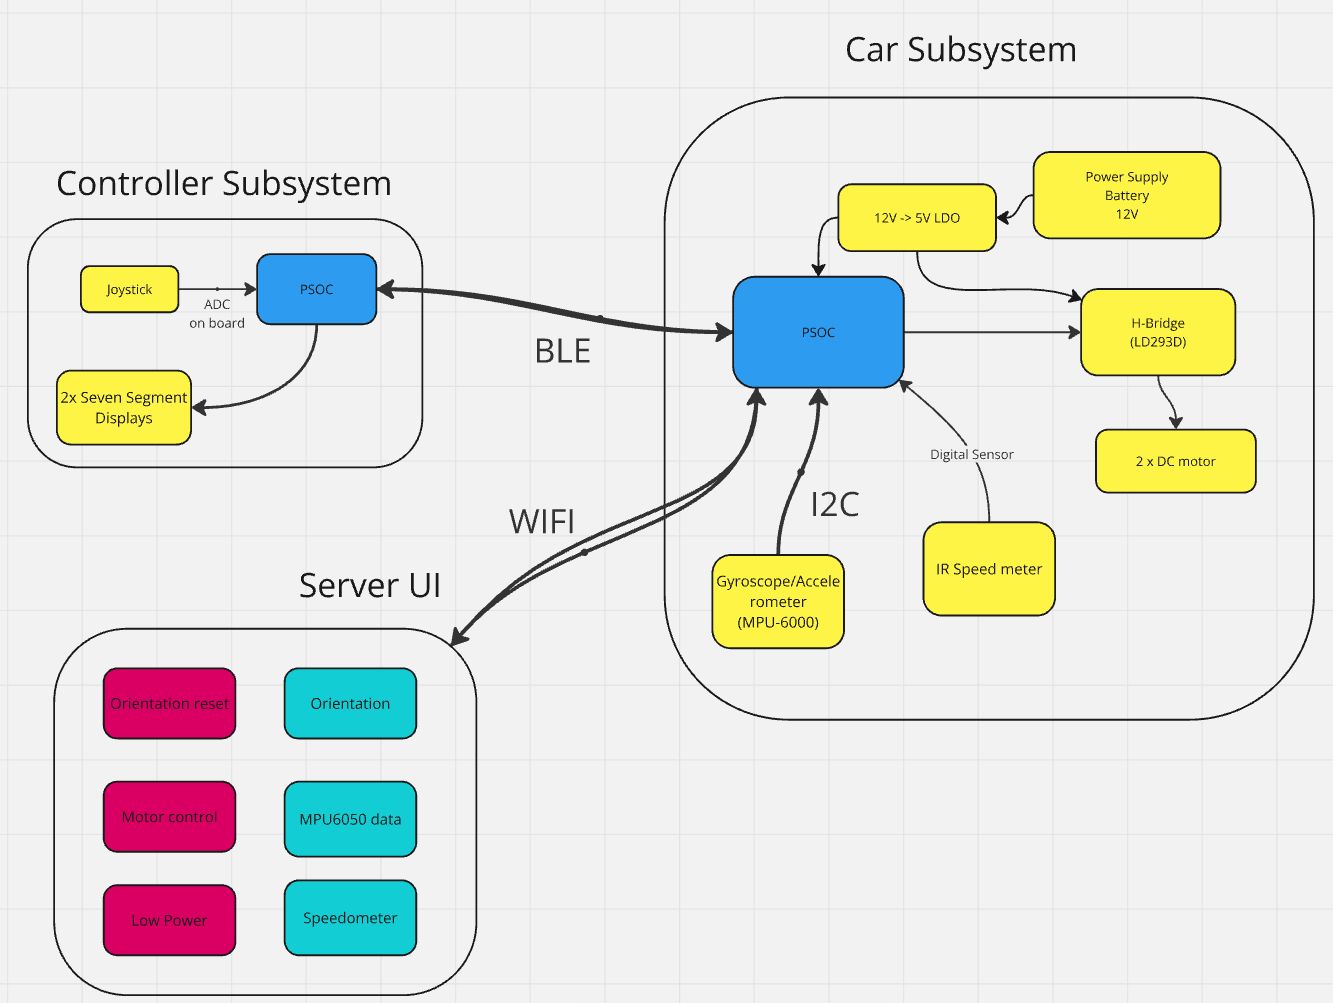 Car Subsystem
Controller Subsystem
Power Supply
Battery
12V
12V -> 5V LDO
Joystick
ADC
on board
PSOC
BLE
PSOC
H-Bridge
(LD293D)
2x Seven Segment
Displays
Digital Sensor
2 x DC motor
WIFI
I2C
Gyroscope/Accele
rometer
(MPU-6000)
IR Speed meter
Server UI
Orientation reset
Orientation
Motor control
MPU6050 data
Low Power
Speedometer